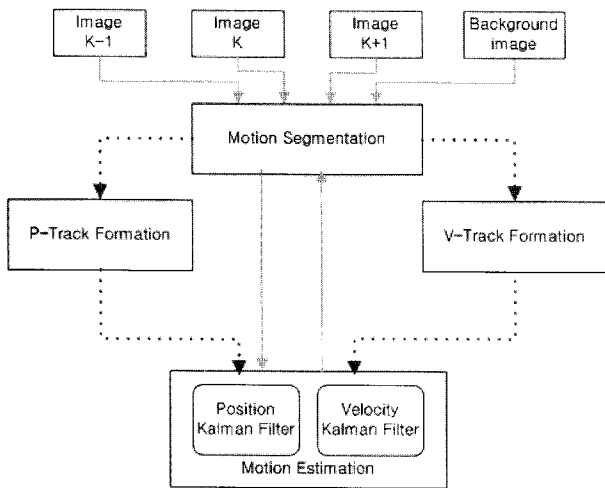 Image
K-1
Image
K
Image
K+1
Background
image
Motion Segmentation
P-Track Formation
V-Track Formation
Position
Kalman Filter
Velocity
Kalman Filter
Motion Estimation